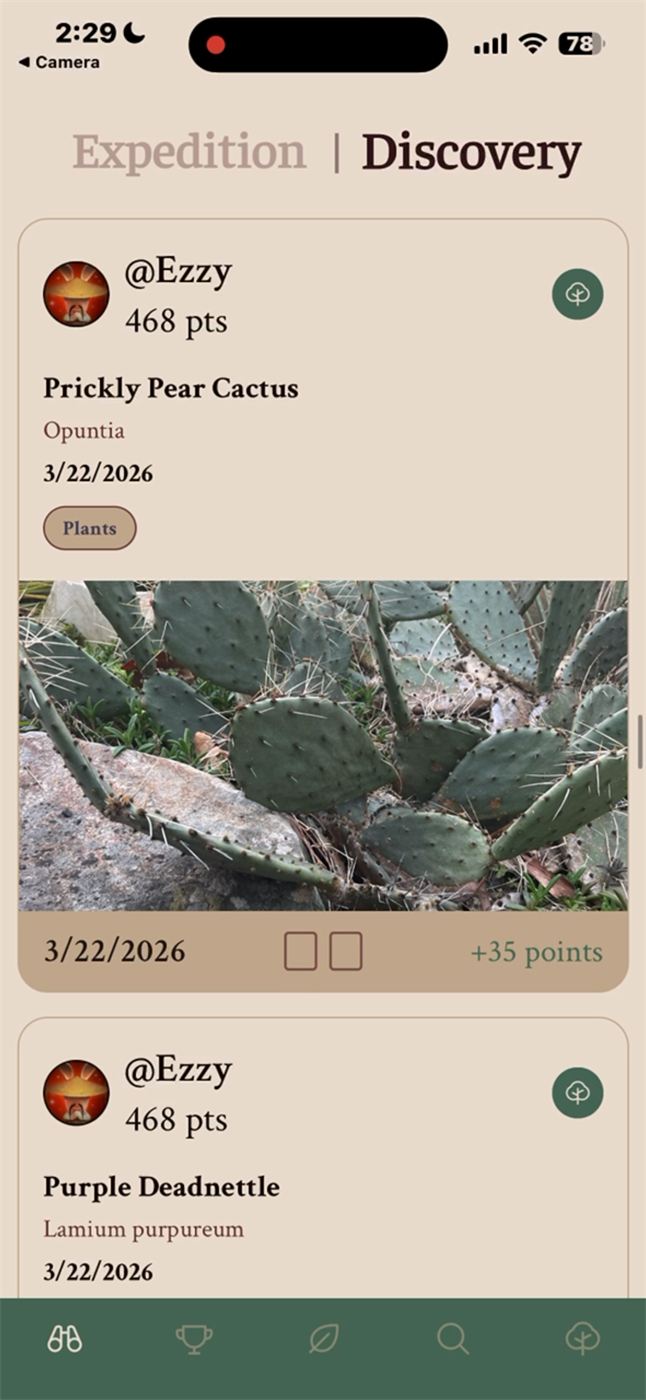 2:29
◀ Camera
78
Expedition | Discovery
@Ezzy
468 pts
Prickly Pear Cactus
Opuntia
3/22/2026
Plants
3/22/2026
+35 points
@Ezzy
468 pts
Purple Deadnettle
Lamium purpureum
3/22/2026